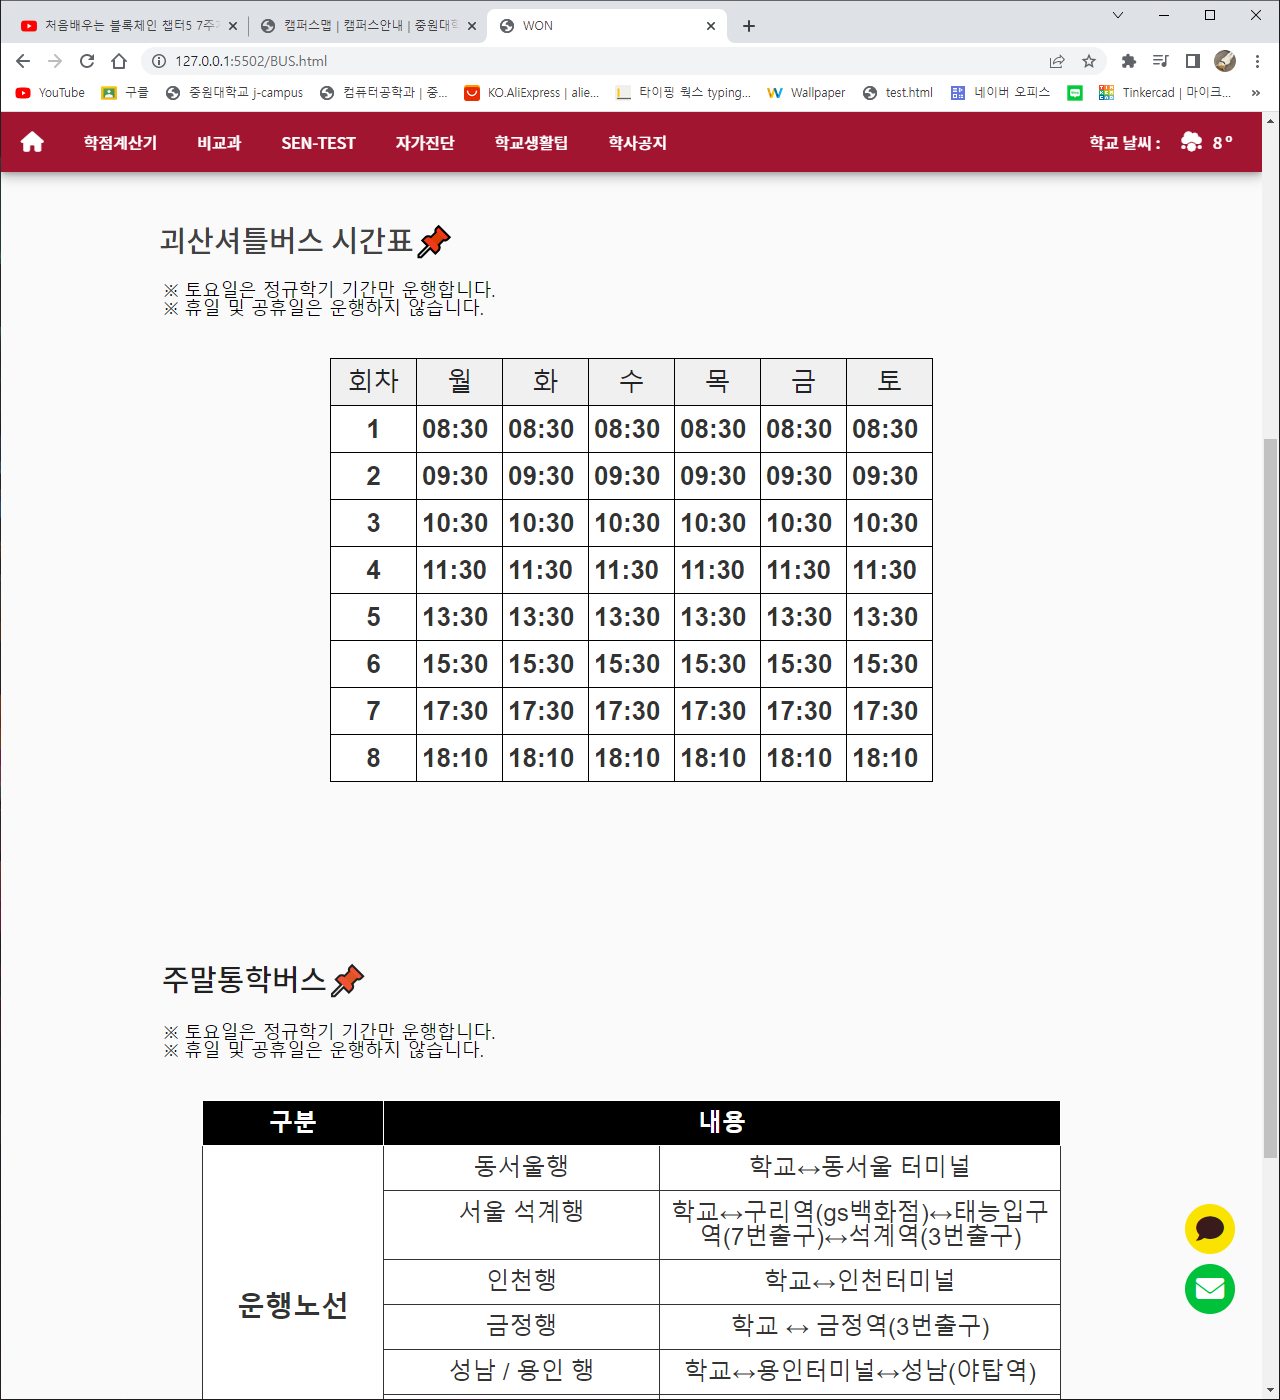 처음배우는 블록체인 챕터5 7주
캠퍼스맵 | 캠퍼스안내 | 중원대
WON
127.0.0.1:5502/BUS.html
YouTube 구클 중원대학교 j-campus 컴퓨터공학과 | 중... KO.AliExpress | alie... 타이핑 웍스 typing... Wallpaper test.html 네이버 오피스 Tinkercad | 마이크... »
학점계산기 비교과 SEN-TEST 자가진단 학교생활팁 학사공지 학교 날씨 : 8 º
괴산셔틀버스 시간표
※ 토요일은 정규학기 기간만 운행합니다.
※ 휴일 및 공휴일은 운행하지 않습니다.
회차 월 화 수 목 금 토
1 08:30 08:30 08:30 08:30 08:30 08:30
2 09:30 09:30 09:30 09:30 09:30 09:30
3 10:30 10:30 10:30 10:30 10:30 10:30
4 11:30 11:30 11:30 11:30 11:30 11:30
5 13:30 13:30 13:30 13:30 13:30 13:30
6 15:30 15:30 15:30 15:30 15:30 15:30
7 17:30 17:30 17:30 17:30 17:30 17:30
8 18:10 18:10 18:10 18:10 18:10 18:10
주말통학버스
※ 토요일은 정규학기 기간만 운행합니다.
※ 휴일 및 공휴일은 운행하지 않습니다.
구분 내용
동서울행 학교↔동서울 터미널
서울 석계행 학교↔구리역(gs백화점)↔태능입구
역(7번출구)↔석계역(3번출구)
인천행 학교↔인천터미널
운행노선
금정행 학교 ↔ 금정역(3번출구)
성남 / 용인 행 학교↔용인터미널↔성남(야탑역)